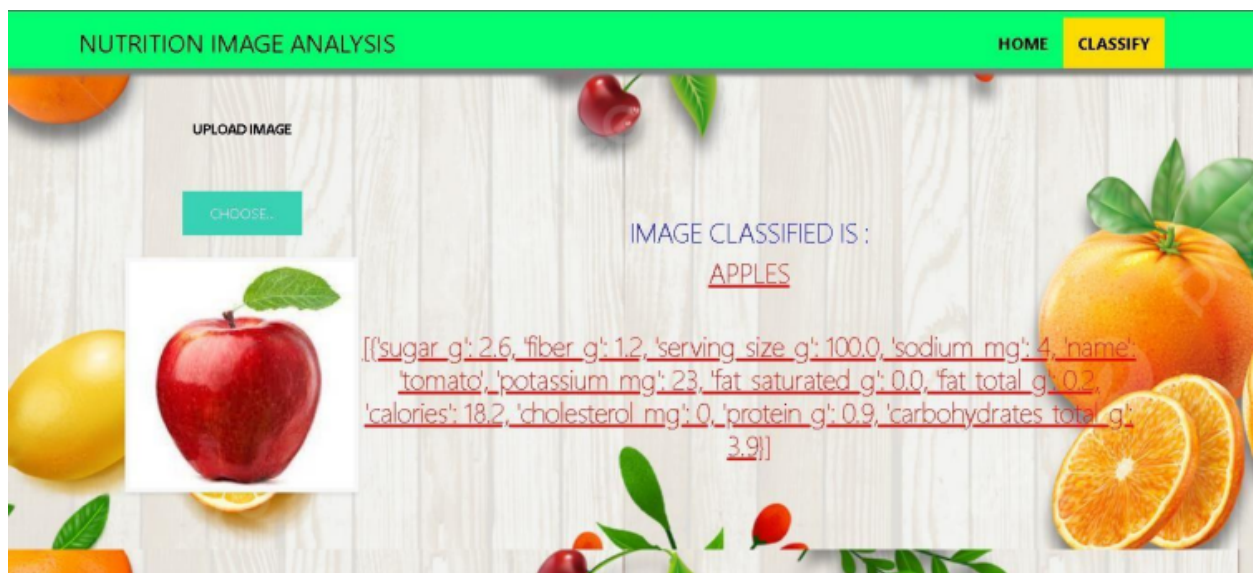 NUTRITION IMAGE ANALYSIS
HOME
CLASSIFY
UPLOAD IMAGE
CHOOSE..
IMAGE CLASSIFIED IS :
APPLES
[{'sugar_g': 2.6, 'fiber_g': 1.2, 'serving_size_g': 100.0, 'sodium_mg': 4, 'name':
'tomato', 'potassium_mg': 23, 'fat_saturated_g': 0.0, 'fat_total_g': 0.2,
'calories': 18.2, 'cholesterol_mg': 0, 'protein_g': 0.9, 'carbohydrates_total_g':
3.9}]